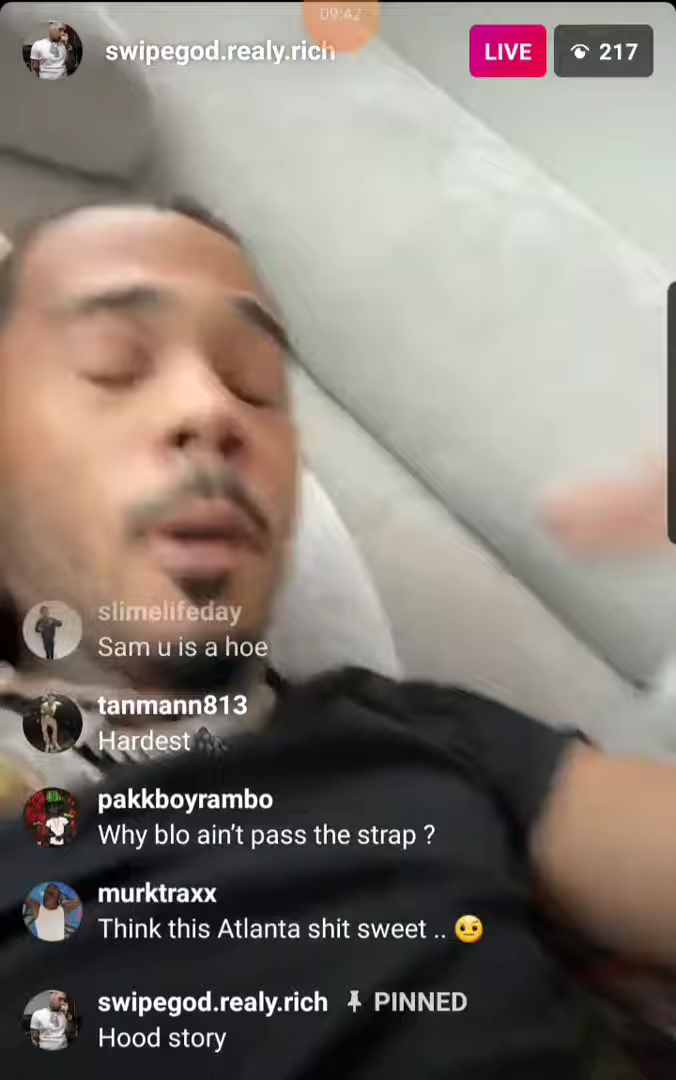 09:42
swipegod.realy.rich
LIVE
217
slimelifeday
Sam u is a hoe
tanmann813
Hardest
pakkboyrambo
Why blo ain't pass the strap ?
murktraxx
Think this Atlanta shit sweet .. 🤨
swipegod.realy.rich PINNED
Hood story